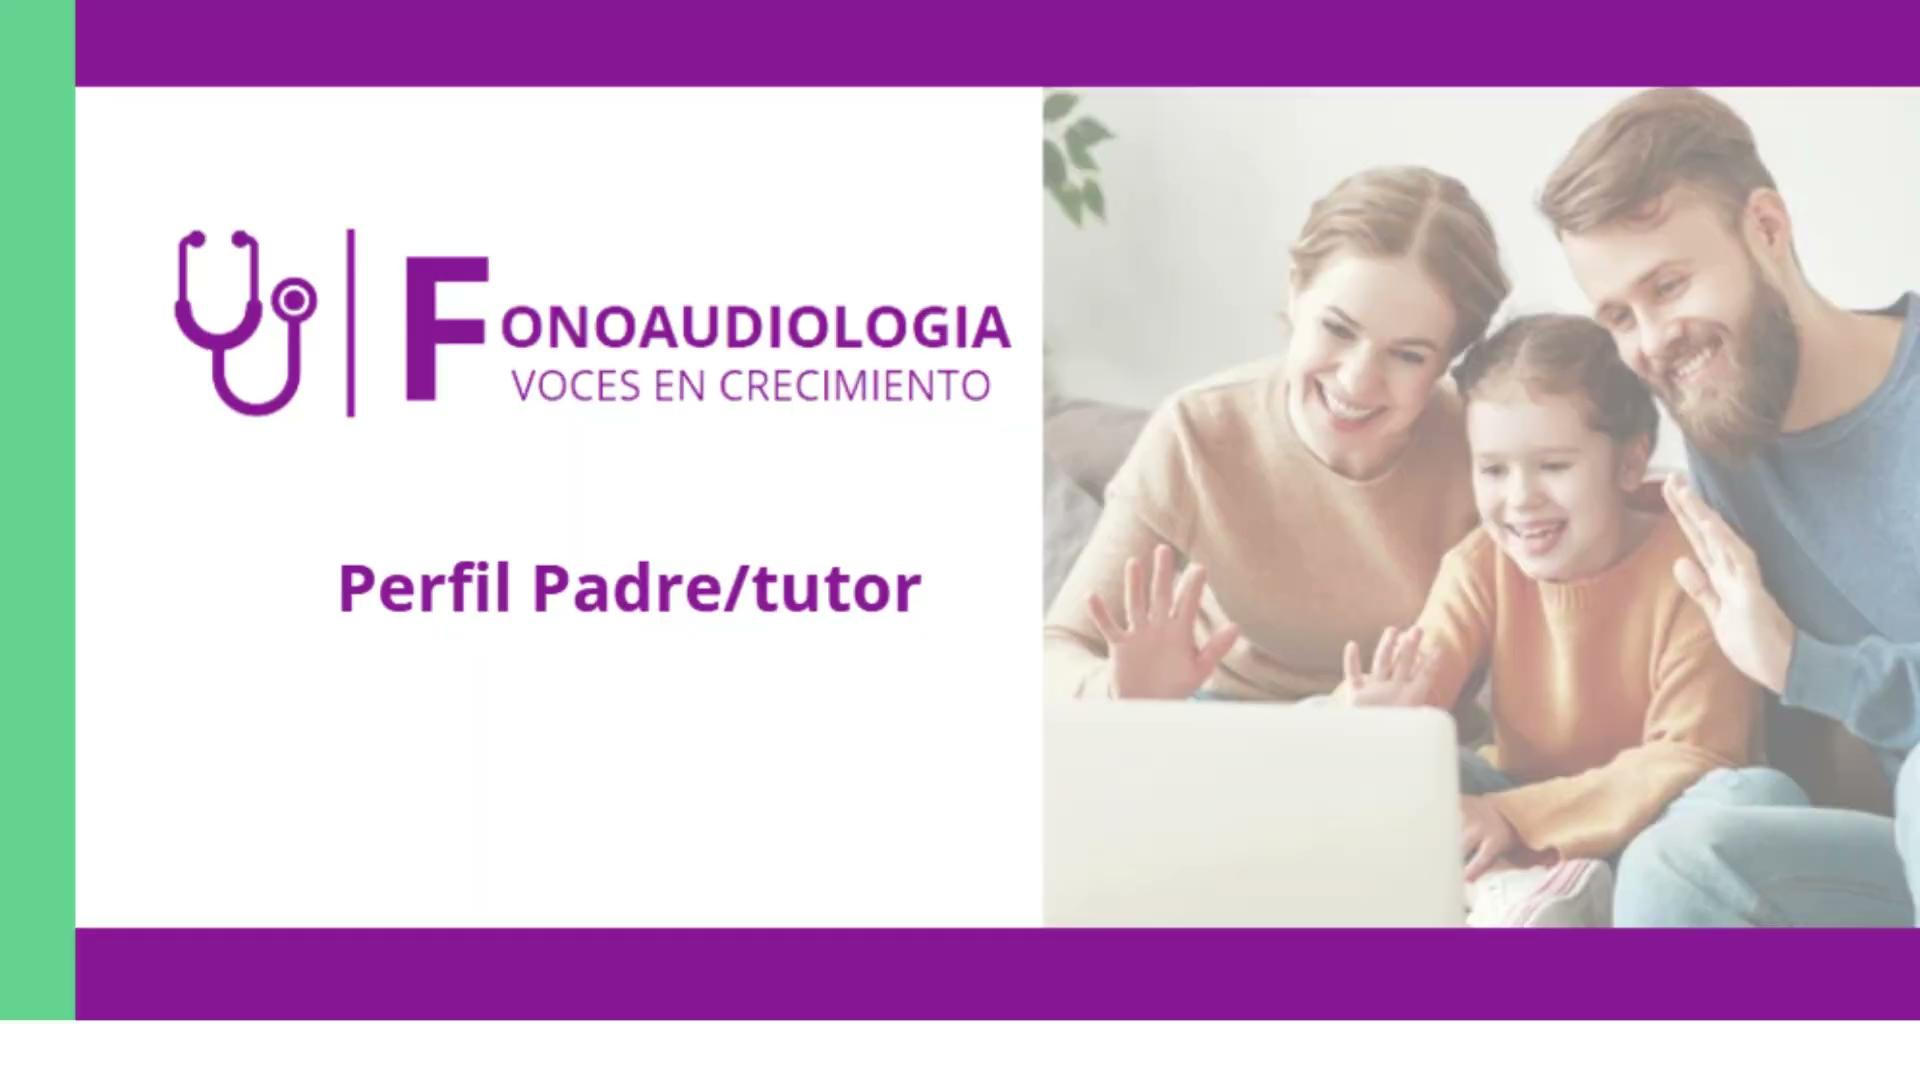 FONOAUDIOLOGIA
VOCES EN CRECIMIENTO
Perfil Padre/tutor